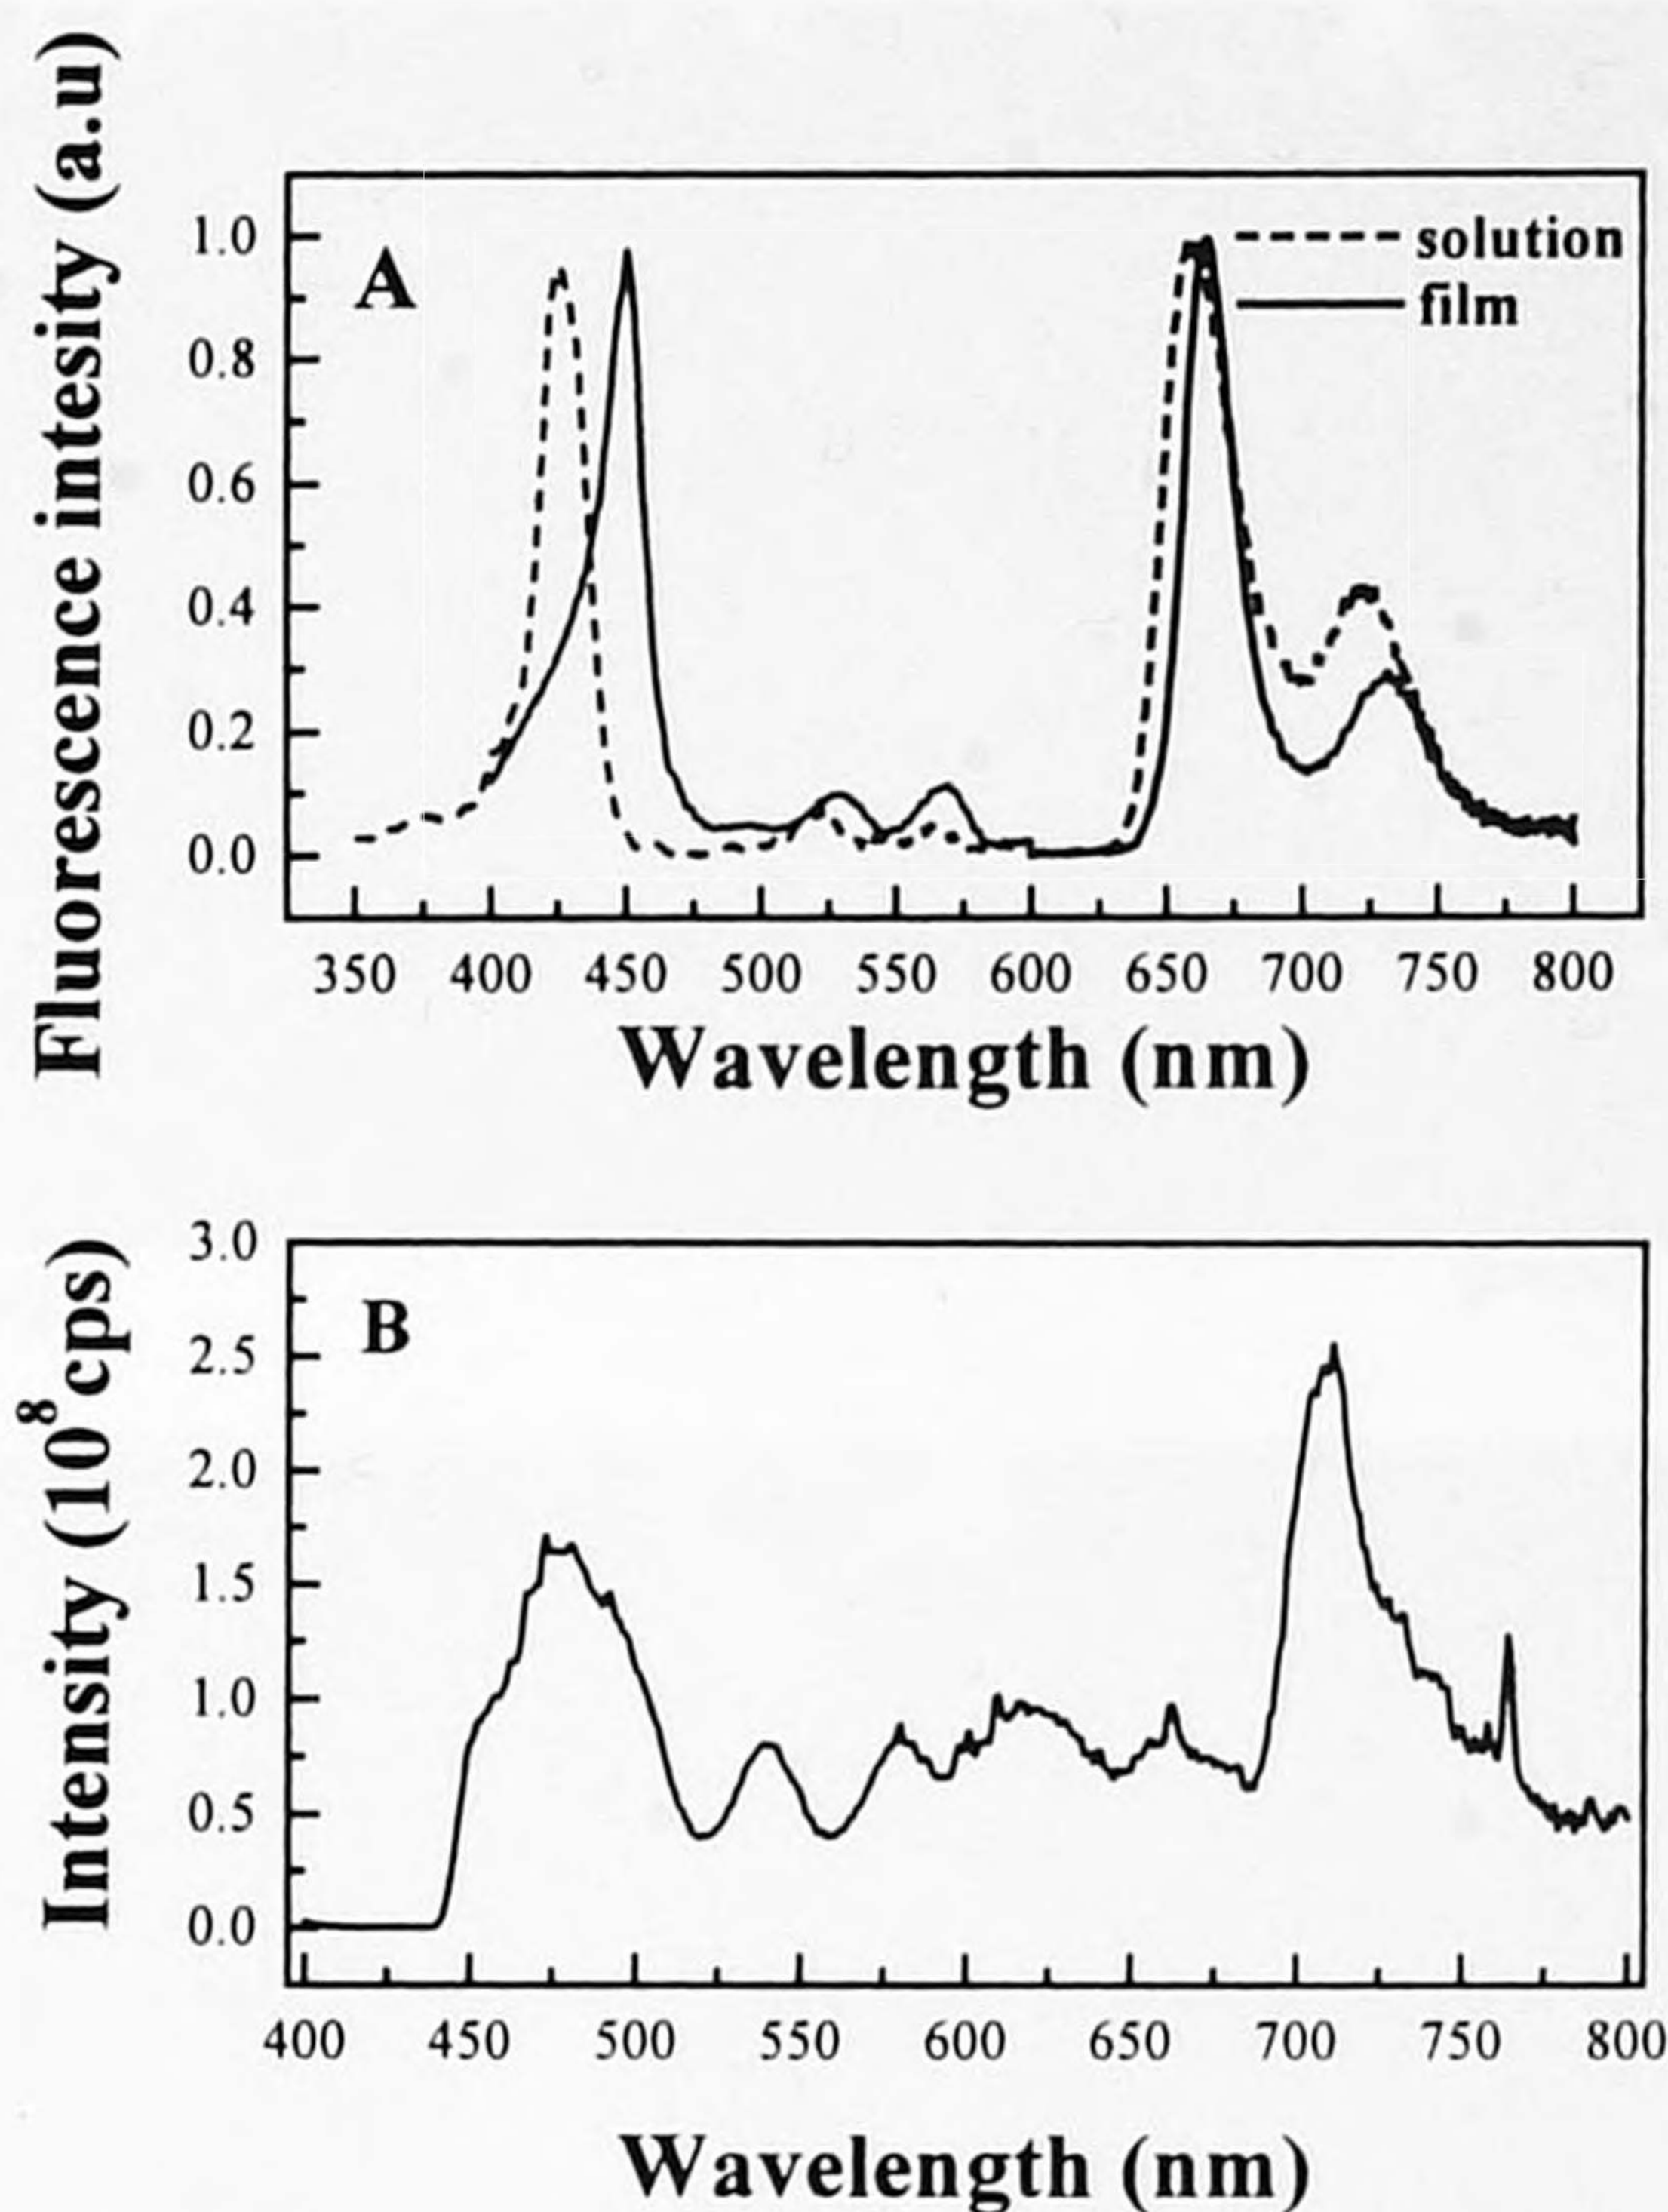 Fluorescence intesity (a.u)
1.0
0.8
0.6
0.4
0.2
0.0
A
solution
film
350 400 450 500 550 600 650 700 750 800
Wavelength (nm)
Intensity (10⁸cps)
3.0
2.5
2.0
1.5
1.0
0.5
0.0
B
400 450 500 550 600 650 700 750 800
Wavelength (nm)